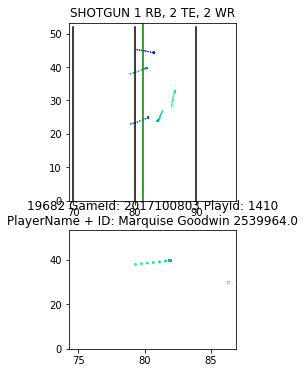 SHOTGUN 1 RB, 2 TE, 2 WR
50
40
30
20
10
0
70 80 90
19682 GameId: 2017100803 PlayId: 1410
PlayerName + ID: Marquise Goodwin 2539964.0
40
20
0
75 80 85